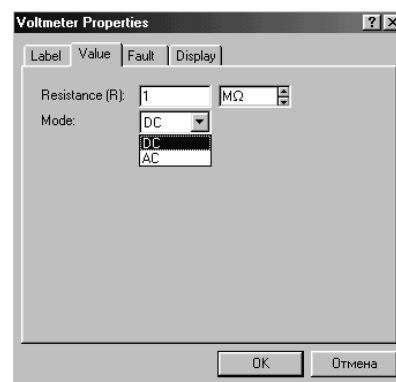 Voltmeter Properties
Label Value Fault Display
Resistance (R): 1 MΩ
Mode: DC
DC
AC
OK Отмена